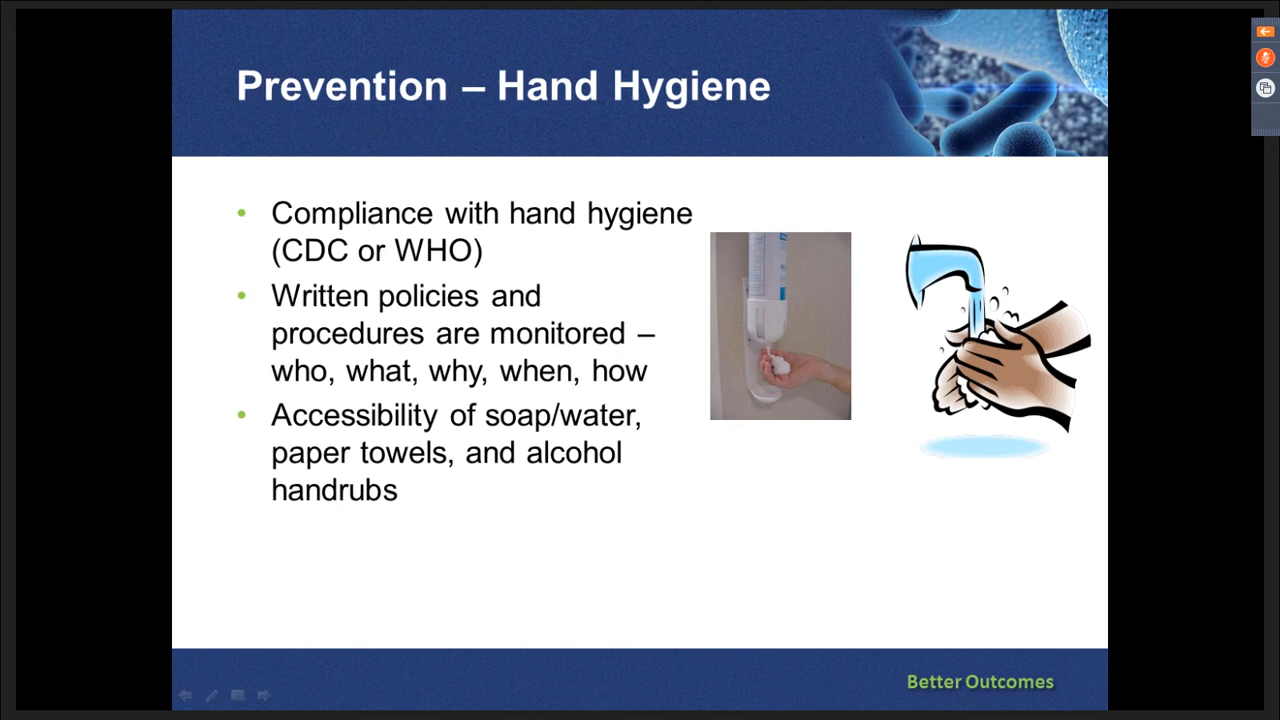 Prevention – Hand Hygiene
• Compliance with hand hygiene
(CDC or WHO)
• Written policies and
procedures are monitored –
who, what, why, when, how
• Accessibility of soap/water,
paper towels, and alcohol
handrubs
Better Outcomes